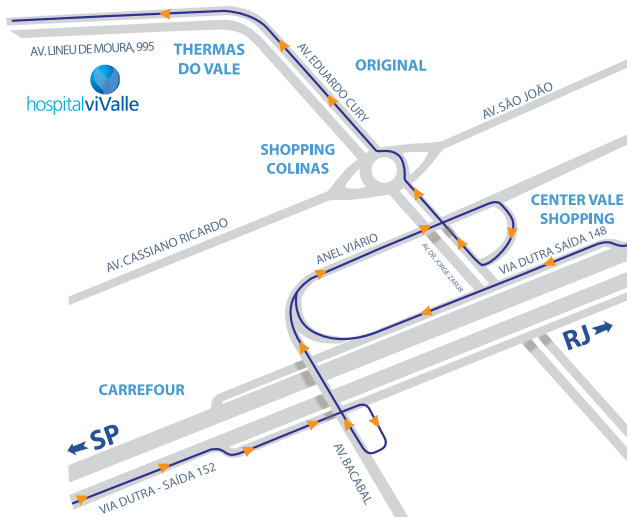 AV. LINEU DE MOURA, 995
THERMAS
DO VALE
AV. EDUARDO CURY
ORIGINAL
hospitalviValle
AV. SÃO JOÃO
SHOPPING
COLINAS
CENTER VALE
SHOPPING
AV. CASSIANO RICARDO
ANEL VIÁRIO
AV. DR. JORGE ZARUR
VIA DUTRA SAÍDA 148
RJ
CARREFOUR
SP
VIA DUTRA - SAÍDA 152
AV. BACABAL